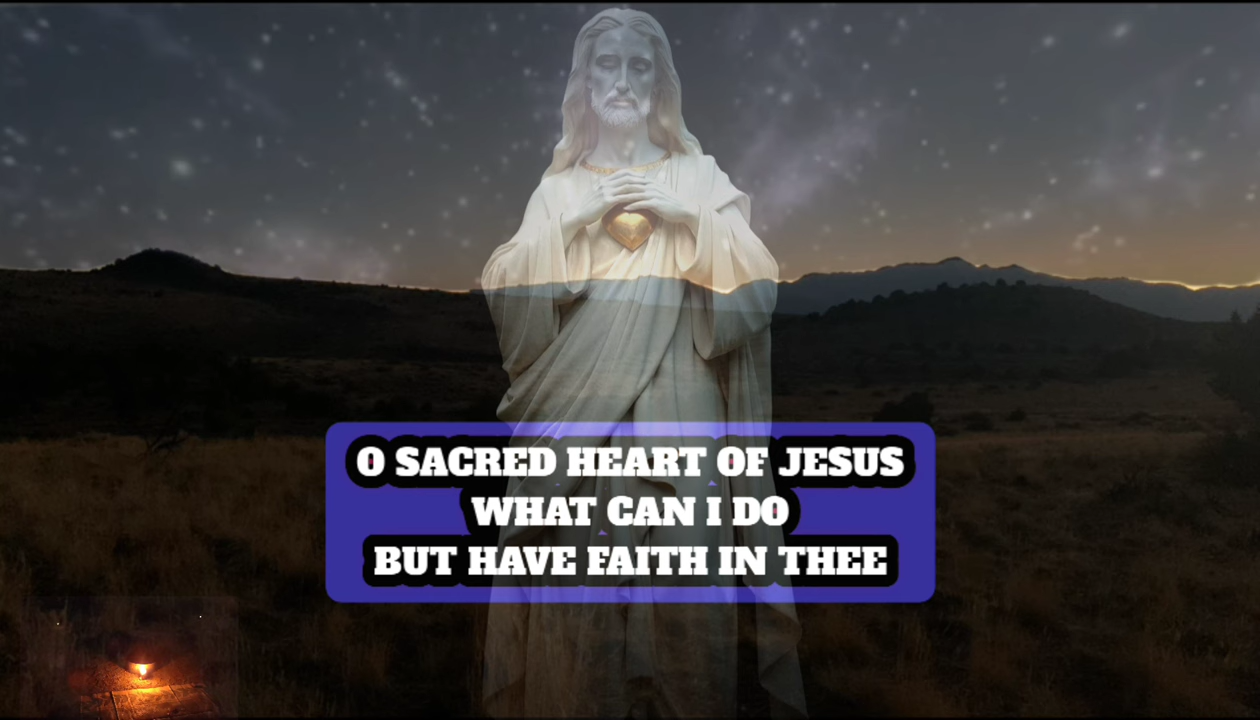 O SACRED HEART OF JESUS
WHAT CAN I DO
BUT HAVE FAITH IN THEE